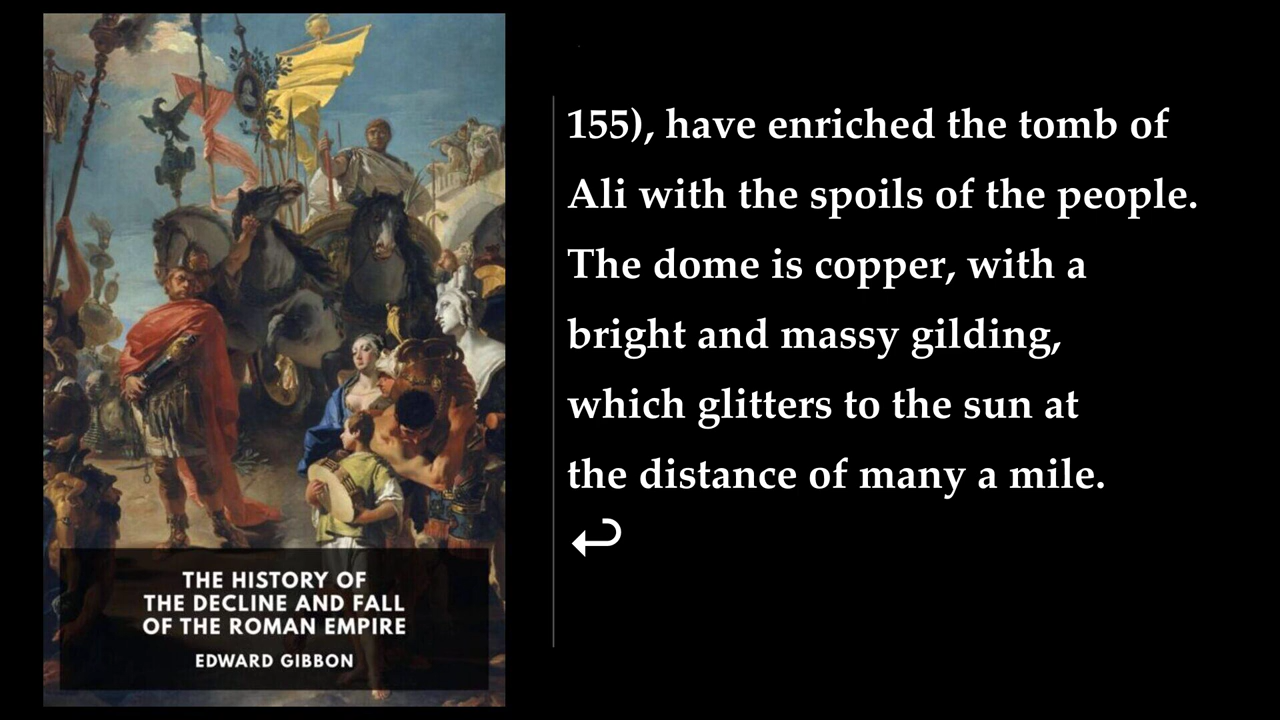 THE HISTORY OF
THE DECLINE AND FALL
OF THE ROMAN EMPIRE
EDWARD GIBBON
155), have enriched the tomb of
Ali with the spoils of the people.
The dome is copper, with a
bright and massy gilding,
which glitters to the sun at
the distance of many a mile.
↩